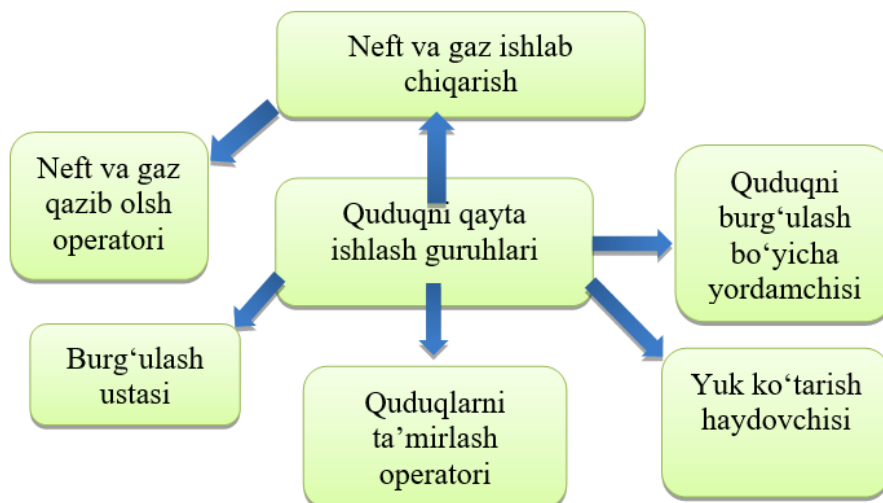 Neft va gaz ishlab
chiqarish
Neft va gaz
qazib olsh
operatori
Quduqni qayta
ishlash guruhlari
Quduqni
burg‘ulash
bo‘yicha
yordamchisi
Burg‘ulash
ustasi
Quduqlarni
ta’mirlash
operatori
Yuk ko‘tarish
haydovchisi